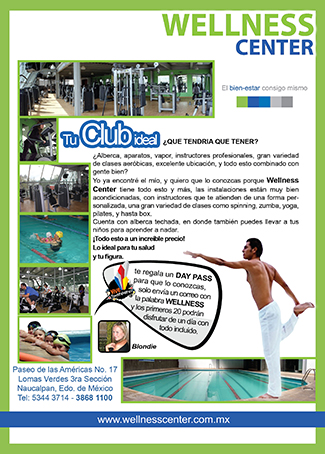 WELLNESS
CENTER
El bien-estar consigo mismo
Tu Club ideal ¿QUE TENDRIA QUE TENER?
¿Alberca, aparatos, vapor, instructores profesionales, gran variedad
de clases aeróbicas, excelente ubicación, y todo esto combinado con
gente bien?
Yo ya encontré el mío, y quiero que lo conozcas porque Wellness
Center tiene todo esto y más, las instalaciones están muy bien
acondicionadas, con instructores que te atienden de una forma per-
sonalizada, una gran variedad de clases como spinning, zumba, yoga,
pilates, y hasta box.
Cuenta con alberca techada, en donde también puedes llevar a tus
niños para aprender a nadar.
¡Todo esto a un increíble precio!
Lo ideal para tu salud
y tu figura.
te regala un DAY PASS
para que lo conozcas,
solo envía un correo con
la palabra WELLNESS
y los primeros 20 podrán
disfrutar de un día con
todo incluido.
Blondie
Paseo de las Américas No. 17
Lomas Verdes 3ra Sección
Naucalpan, Edo. de México
Tel: 5344 3714 - 3868 1100
www.wellnesscenter.com.mx